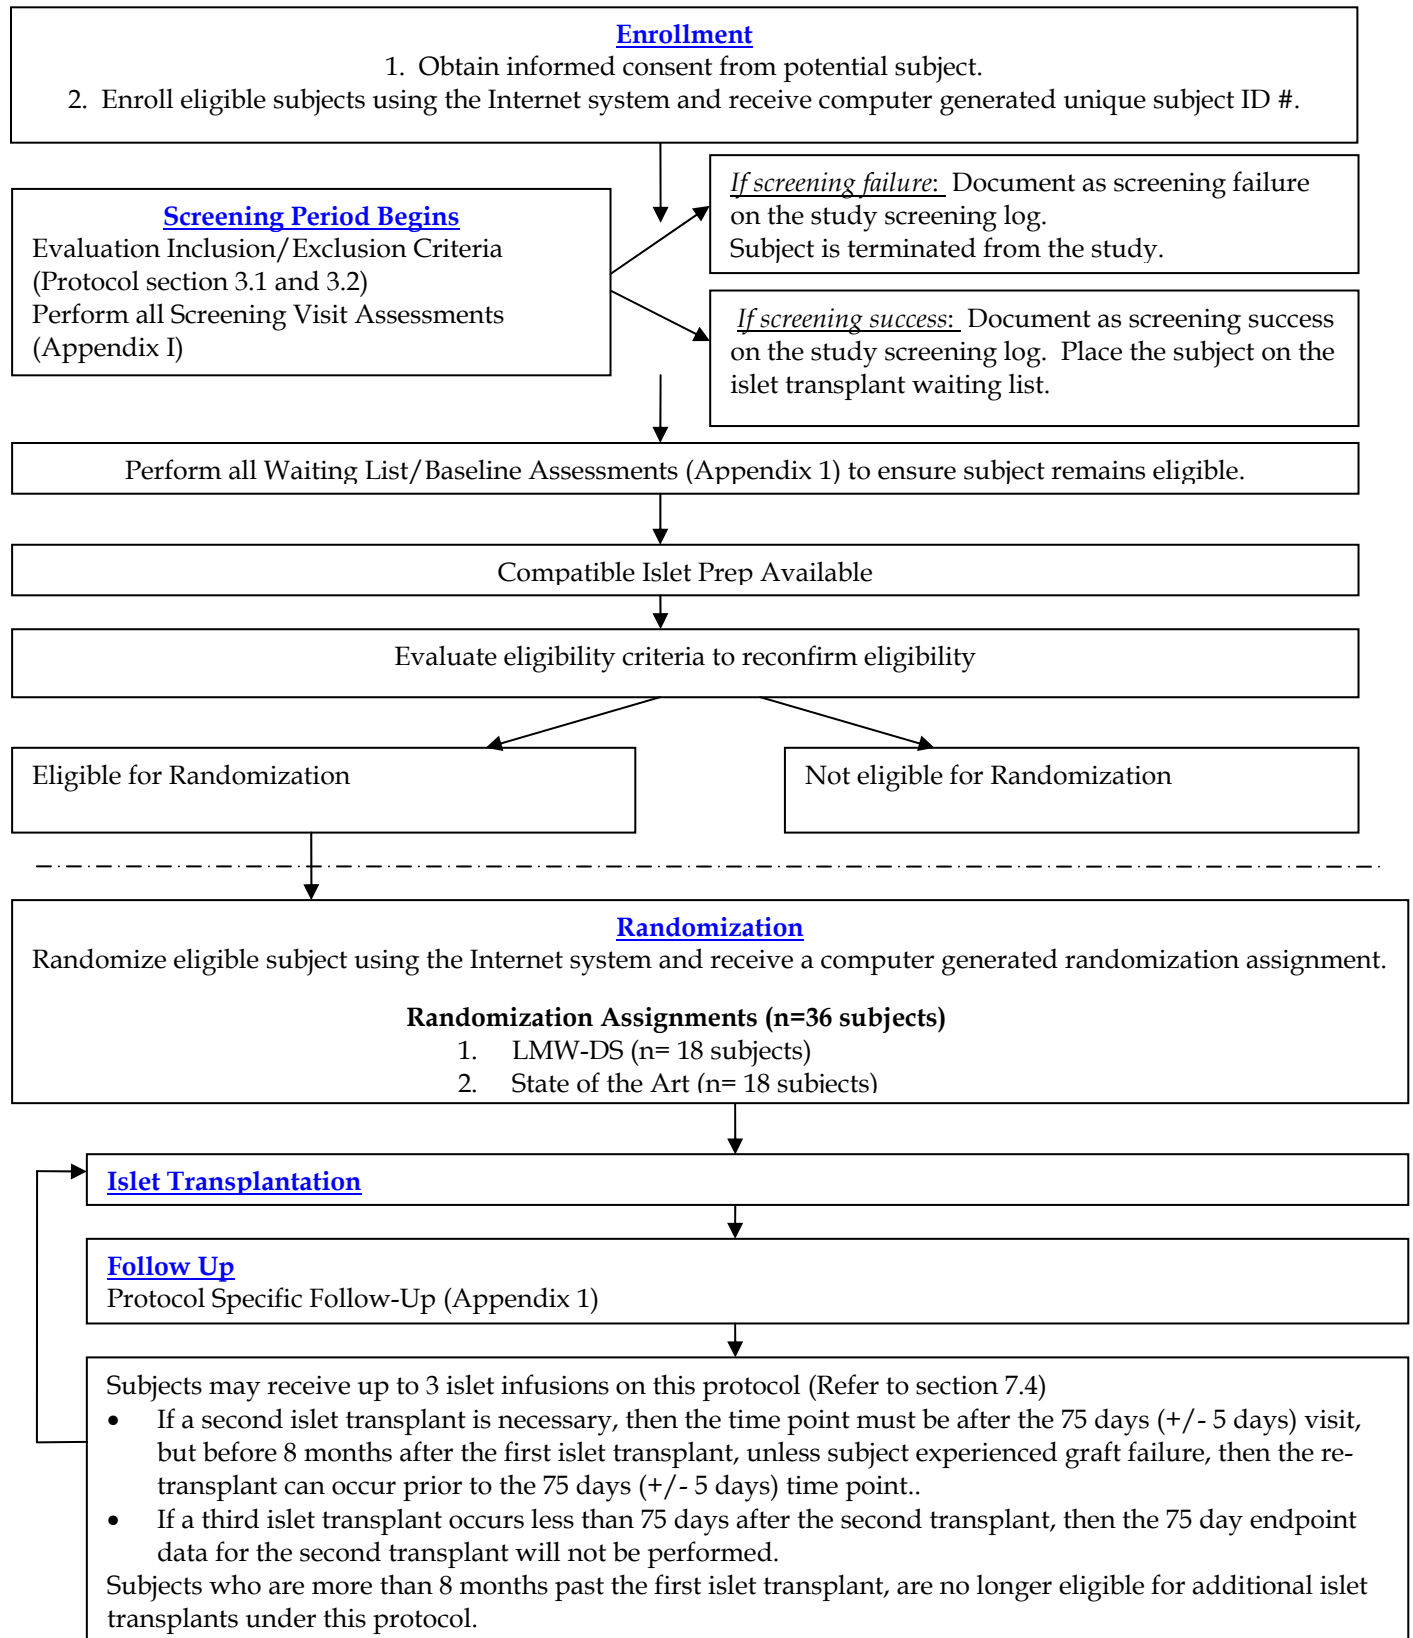 Enrollment
1. Obtain informed consent from potential subject.
2. Enroll eligible subjects using the Internet system and receive computer generated unique subject ID #.
Screening Period Begins
Evaluation Inclusion/Exclusion Criteria
(Protocol section 3.1 and 3.2)
Perform all Screening Visit Assessments
(Appendix I)
If screening failure: Document as screening failure
on the study screening log.
Subject is terminated from the study.
If screening success: Document as screening success
on the study screening log. Place the subject on the
islet transplant waiting list.
Perform all Waiting List/Baseline Assessments (Appendix 1) to ensure subject remains eligible.
Compatible Islet Prep Available
Evaluate eligibility criteria to reconfirm eligibility
Eligible for Randomization
Not eligible for Randomization
Randomization
Randomize eligible subject using the Internet system and receive a computer generated randomization assignment.
Randomization Assignments (n=36 subjects)
1. LMW-DS (n= 18 subjects)
2. State of the Art (n= 18 subjects)
Islet Transplantation
Follow Up
Protocol Specific Follow-Up (Appendix 1)
Subjects may receive up to 3 islet infusions on this protocol (Refer to section 7.4)
• If a second islet transplant is necessary, then the time point must be after the 75 days (+/- 5 days) visit,
but before 8 months after the first islet transplant, unless subject experienced graft failure, then the re-
transplant can occur prior to the 75 days (+/- 5 days) time point..
• If a third islet transplant occurs less than 75 days after the second transplant, then the 75 day endpoint
data for the second transplant will not be performed.
Subjects who are more than 8 months past the first islet transplant, are no longer eligible for additional islet
transplants under this protocol.